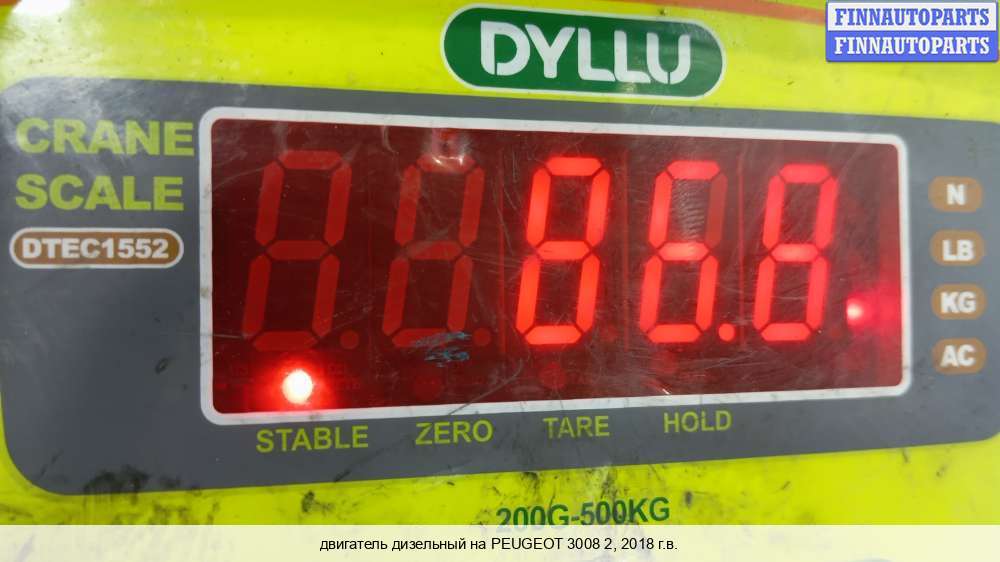 FINNAUTOPARTS
FINNAUTOPARTS
DYLLU
CRANE
SCALE
DTEC1552
N
LB
KG
AC
STABLE ZERO TARE HOLD
200G-500KG
двигатель дизельный на PEUGEOT 3008 2, 2018 г.в.